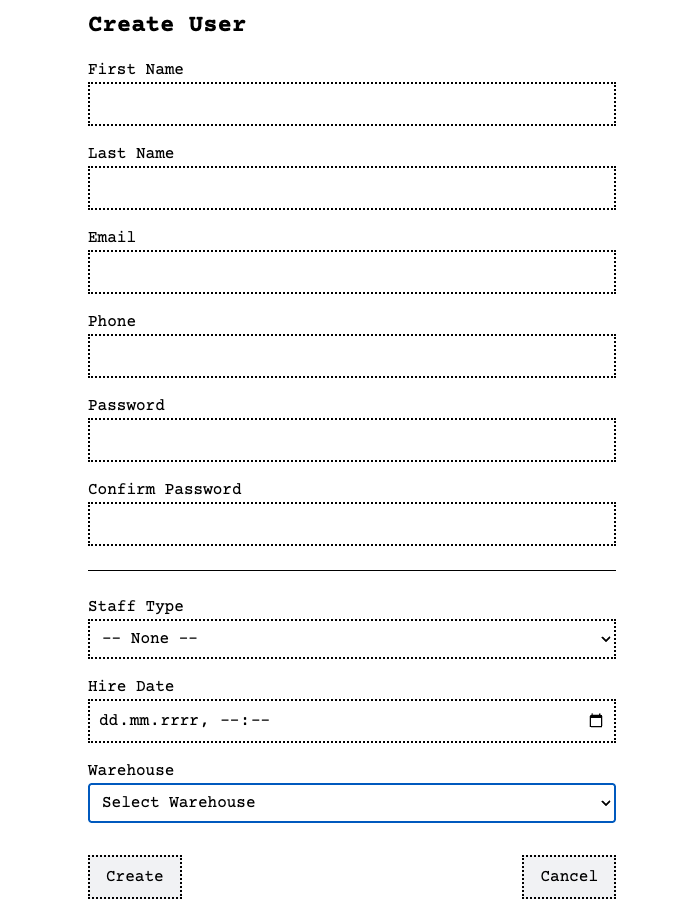 Create User
First Name
Last Name
Email
Phone
Password
Confirm Password
Staff Type
-- None --
Hire Date
dd.mm.rrrr, --:--
Warehouse
Select Warehouse
Create Cancel